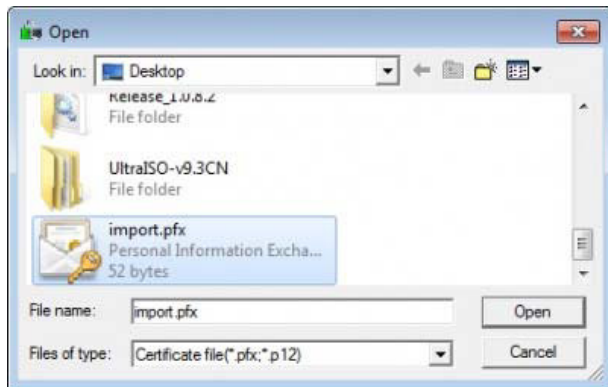 Open
Look in: Desktop
Release_1.0.8.2
File folder
UltraISO-v9.3CN
File folder
import.pfx
Personal Information Excha...
52 bytes
File name: import.pfx Open
Files of type: Certificate file(*.pfx;*.p12) Cancel